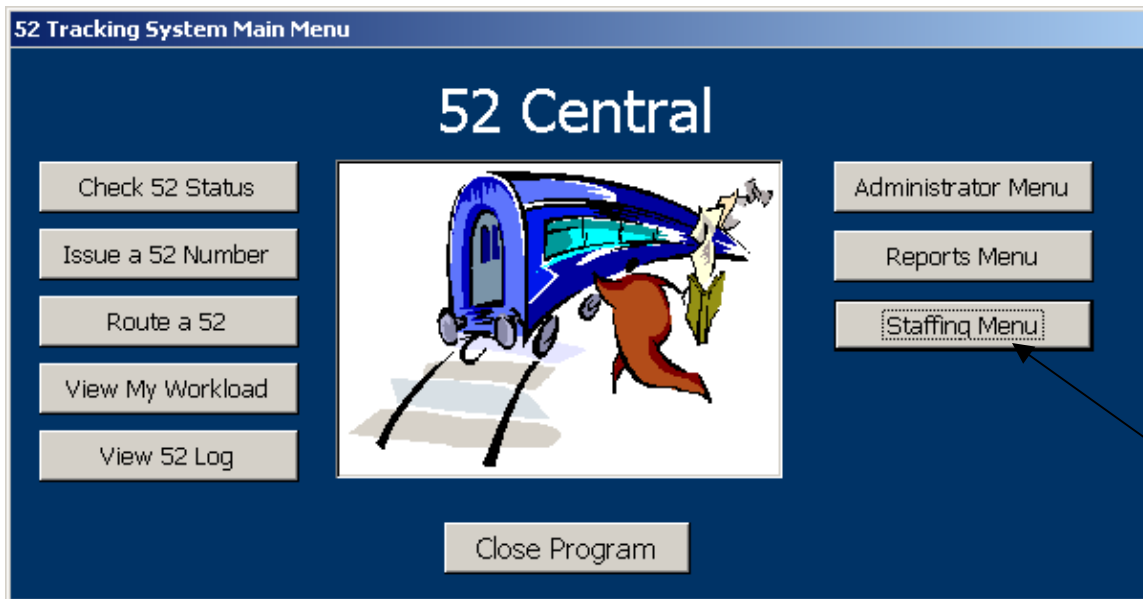 52 Tracking System Main Menu
52 Central
Check 52 Status
Issue a 52 Number
Route a 52
View My Workload
View 52 Log
Administrator Menu
Reports Menu
Staffing Menu
Close Program